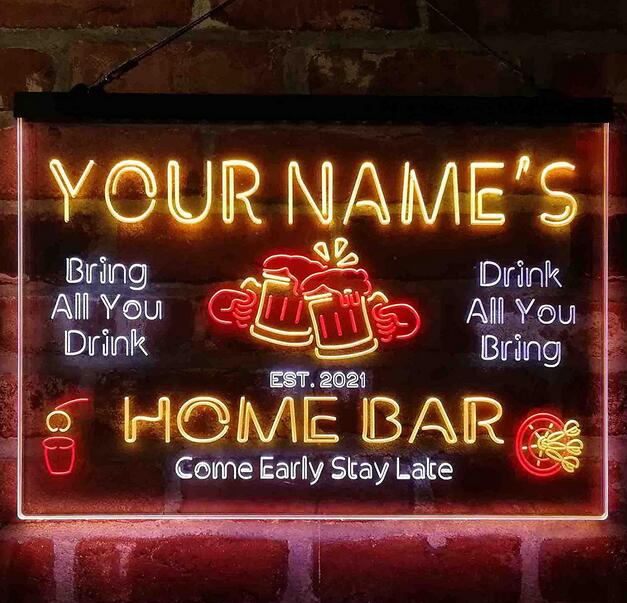 YOUR NAME'S
Bring
All You
Drink
Drink
All You
Bring
EST. 2021
HOME BAR
Come Early Stay Late